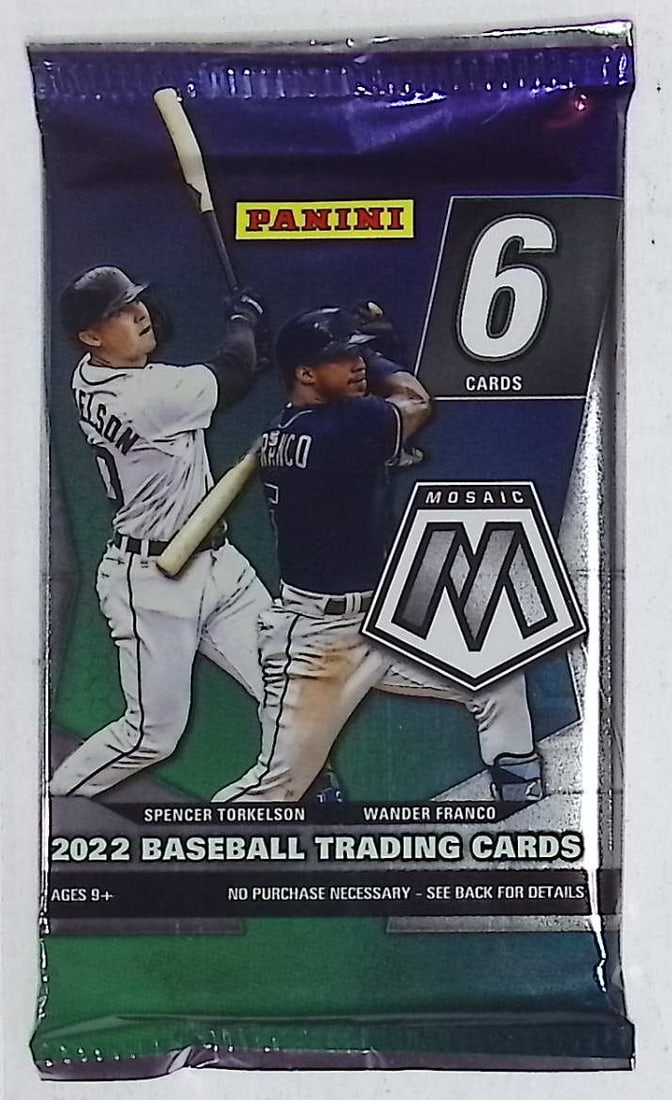 PANINI
6
CARDS
ELSON
FRANCO
MOSAIC
M
SPENCER TORKELSON
WANDER FRANCO
2022 BASEBALL TRADING CARDS
AGES 9+
NO PURCHASE NECESSARY - SEE BACK FOR DETAILS